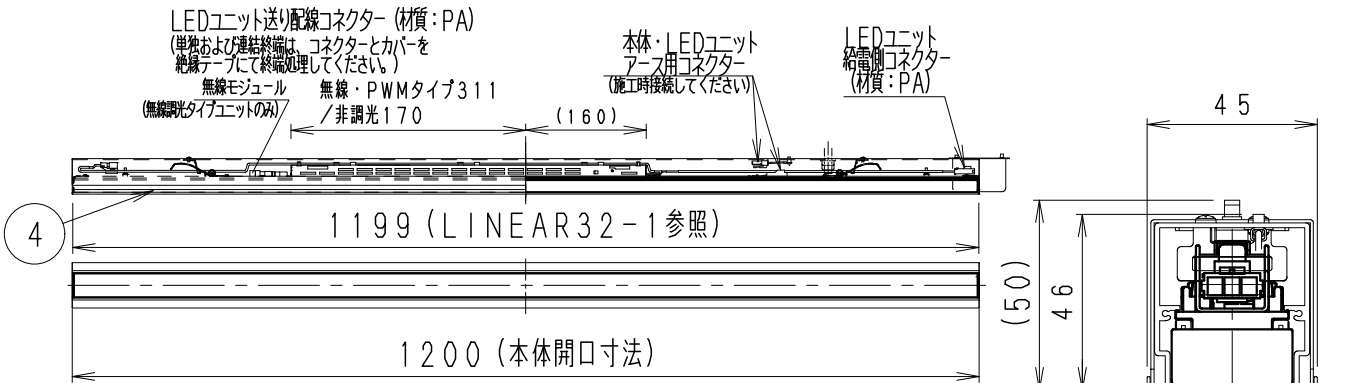 LEDユニット送り配線コネクター (材質：PA)
(単独および連結終端は、コネクターとカバーを
絶縁テープにて終端処理してください。)
無線モジュール
(無線調光タイプユニットのみ)
無線・PWMタイプ311
/非調光170
(160)
本体・LEDユニット
アース用コネクター
(施工時接続してください)
LEDユニット
給電側コネクター
(材質：PA)
45
4
1199 (LINEAR32-1参照)
1200 (本体開口寸法)
(50)
46